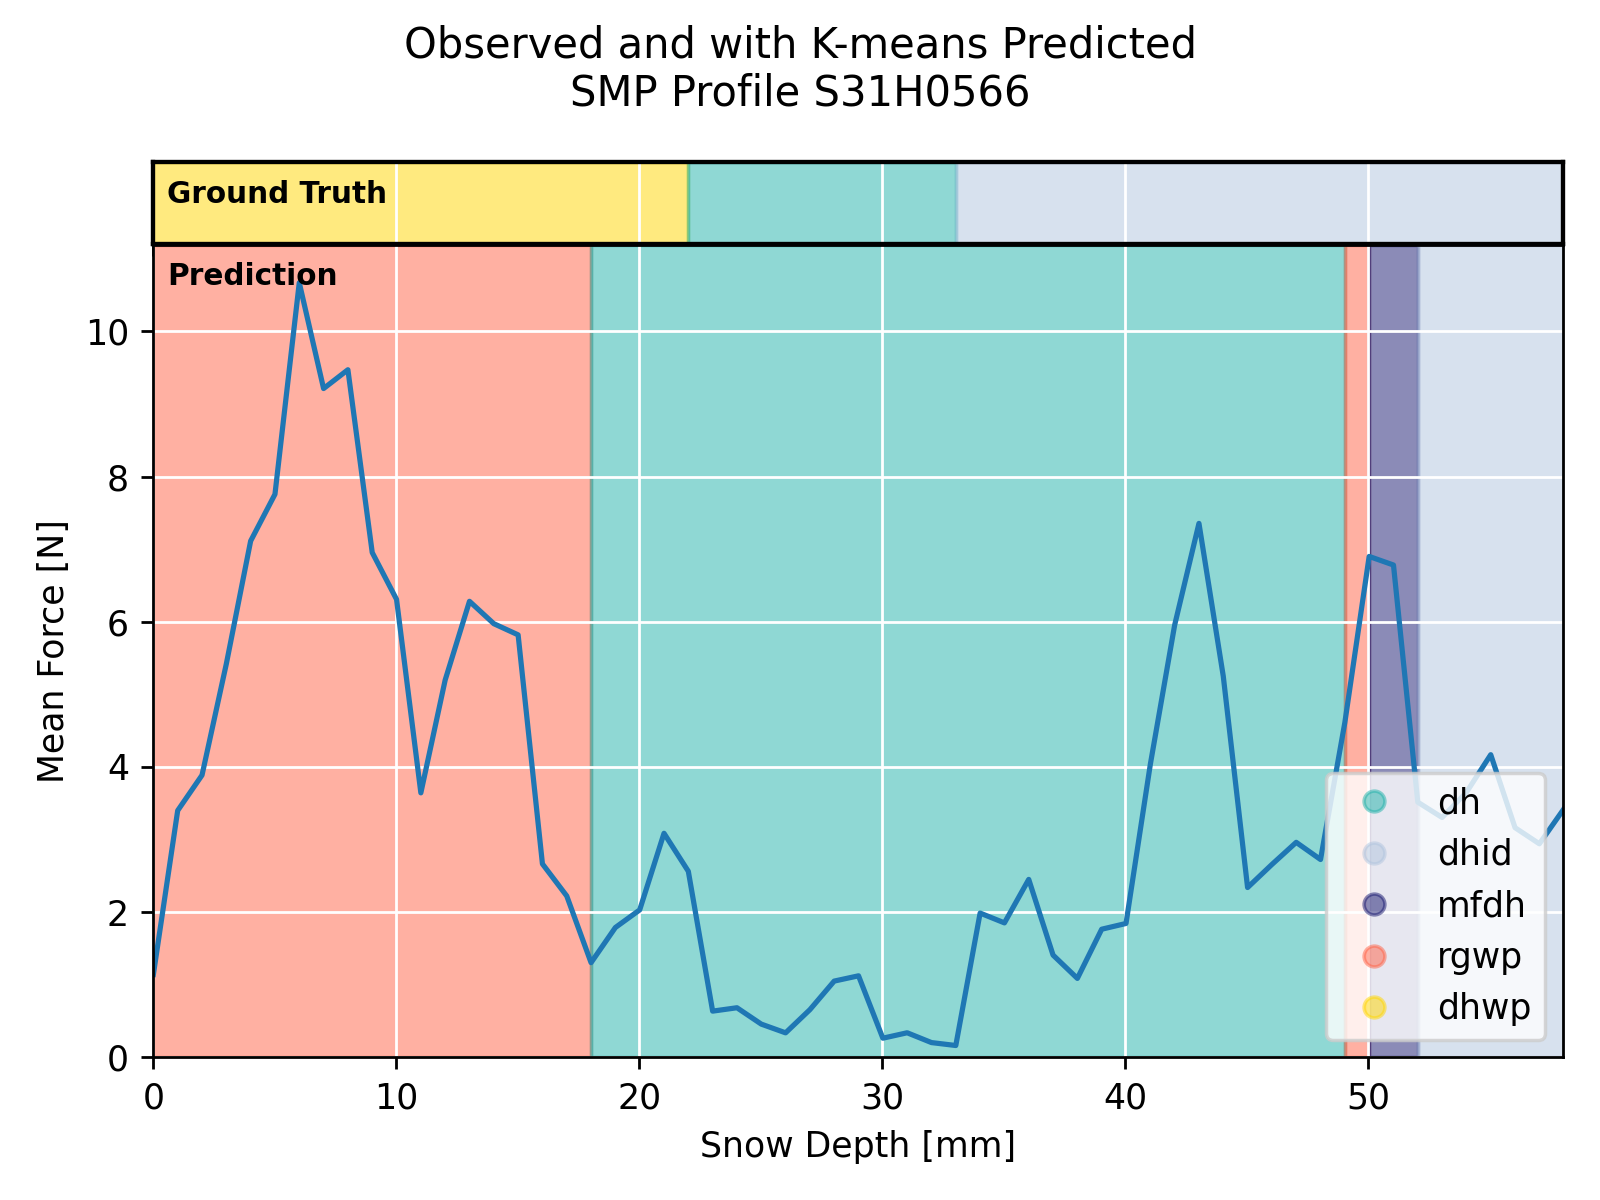 Observed and with K-means Predicted
SMP Profile S31H0566
Ground Truth
Prediction
10
8
6
4
2
0
Mean Force [N]
dh
dhid
mfdh
rgwp
dhwp
0 10 20 30 40 50
Snow Depth [mm]